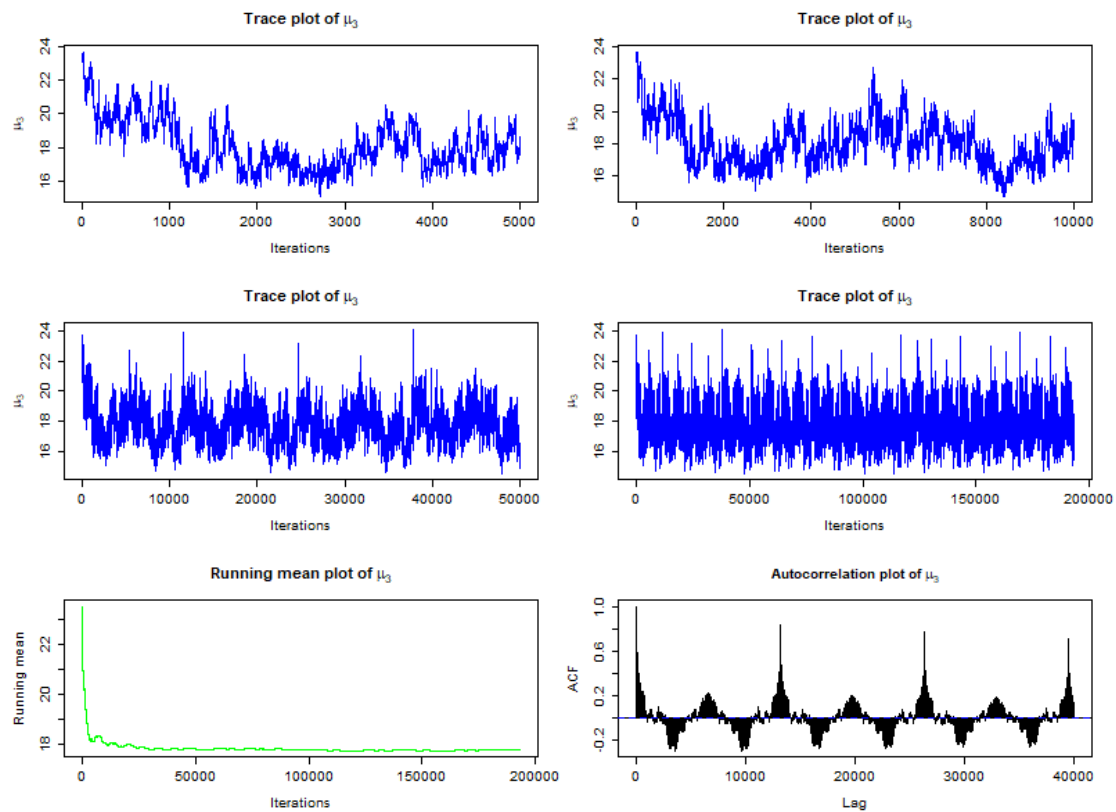 Trace plot of μ₃
24
22
20
18
16
μ₃
0 1000 2000 3000 4000 5000
Iterations
Trace plot of μ₃
24
22
20
18
16
μ₃
0 2000 4000 6000 8000 10000
Iterations
Trace plot of μ₃
24
22
20
18
16
μ₃
0 10000 20000 30000 40000 50000
Iterations
Trace plot of μ₃
24
22
20
18
16
μ₃
0 50000 100000 150000 200000
Iterations
Running mean plot of μ₃
22
20
18
Running mean
0 50000 100000 150000 200000
Iterations
Autocorrelation plot of μ₃
1.0
0.6
0.2
-0.2
ACF
0 10000 20000 30000 40000
Lag